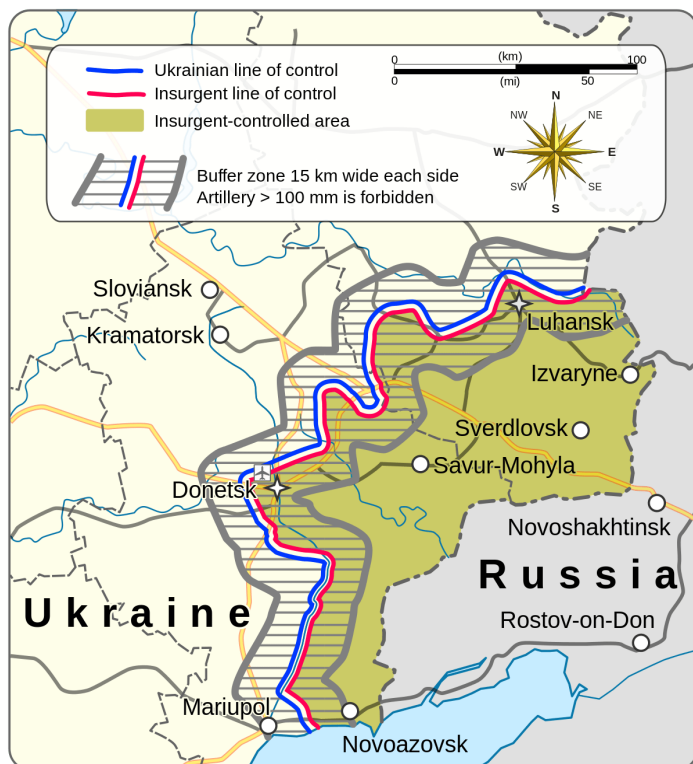 0 (km) 100
0 (mi) 50
Ukrainian line of control
Insurgent line of control
Insurgent-controlled area
N
NW NE
W E
SW SE
S
Buffer zone 15 km wide each side
Artillery > 100 mm is forbidden
Sloviansk
Kramatorsk
Luhansk
Izvaryne
Sverdlovsk
Savur-Mohyla
Donetsk
Novoshakhtinsk
Russia
Ukraine
Rostov-on-Don
Mariupol
Novoazovsk